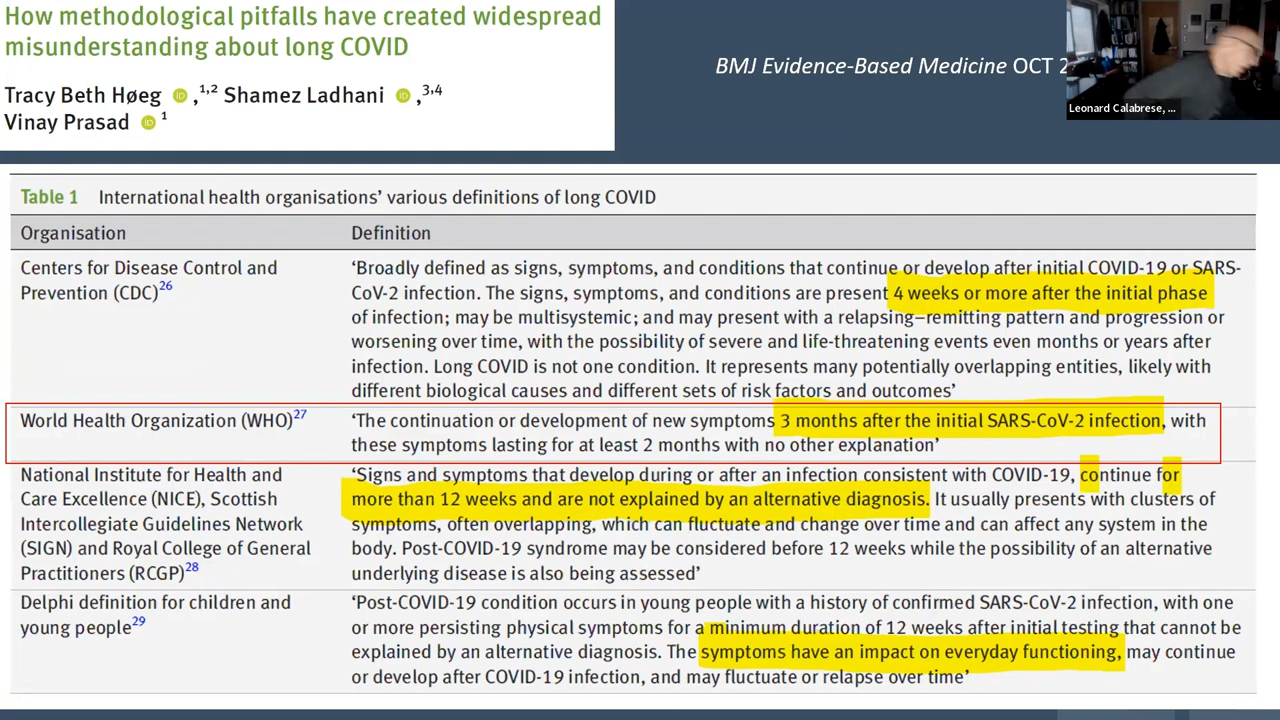 How methodological pitfalls have created widespread
misunderstanding about long COVID
Tracy Beth Høeg ,1,2 Shamez Ladhani ,3,4
Vinay Prasad 1
BMJ Evidence-Based Medicine OCT 2
Leonard Calabrese, ...
Table 1 International health organisations’ various definitions of long COVID
Organisation Definition
Centers for Disease Control and
Prevention (CDC)26
‘Broadly defined as signs, symptoms, and conditions that continue or develop after initial COVID-19 or SARS-
CoV-2 infection. The signs, symptoms, and conditions are present 4 weeks or more after the initial phase
of infection; may be multisystemic; and may present with a relapsing–remitting pattern and progression or
worsening over time, with the possibility of severe and life-threatening events even months or years after
infection. Long COVID is not one condition. It represents many potentially overlapping entities, likely with
different biological causes and different sets of risk factors and outcomes’
World Health Organization (WHO)27
‘The continuation or development of new symptoms 3 months after the initial SARS-CoV-2 infection, with
these symptoms lasting for at least 2 months with no other explanation’
National Institute for Health and
Care Excellence (NICE), Scottish
Intercollegiate Guidelines Network
(SIGN) and Royal College of General
Practitioners (RCGP)28
‘Signs and symptoms that develop during or after an infection consistent with COVID-19, continue for
more than 12 weeks and are not explained by an alternative diagnosis. It usually presents with clusters of
symptoms, often overlapping, which can fluctuate and change over time and can affect any system in the
body. Post-COVID-19 syndrome may be considered before 12 weeks while the possibility of an alternative
underlying disease is also being assessed’
Delphi definition for children and
young people29
‘Post-COVID-19 condition occurs in young people with a history of confirmed SARS-CoV-2 infection, with one
or more persisting physical symptoms for a minimum duration of 12 weeks after initial testing that cannot be
explained by an alternative diagnosis. The symptoms have an impact on everyday functioning, may continue
or develop after COVID-19 infection, and may fluctuate or relapse over time’